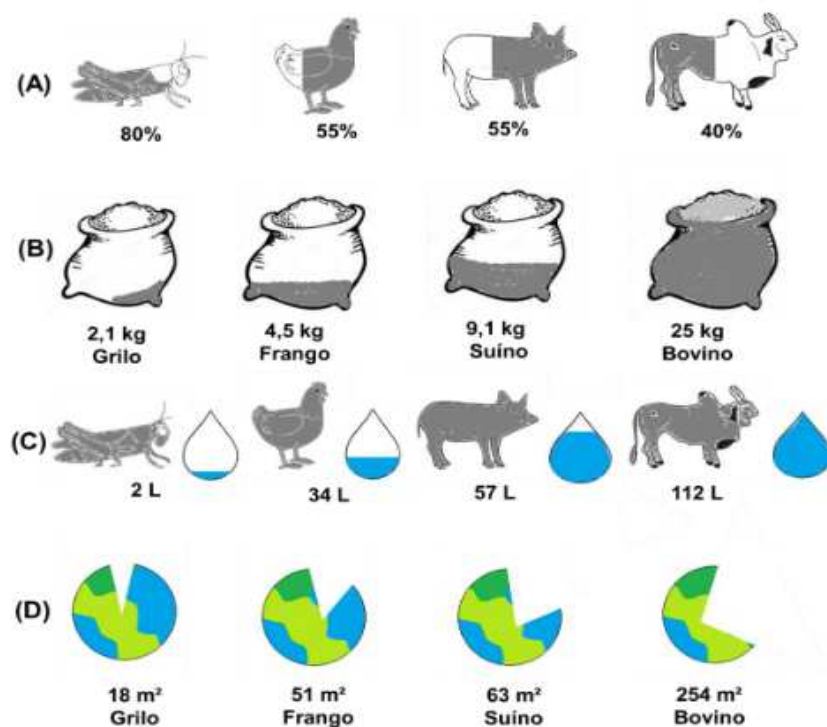 (A)
80%
55%
55%
40%
(B)
2,1 kg
Grilo
4,5 kg
Frango
9,1 kg
Suíno
25 kg
Bovino
(C)
2 L
34 L
57 L
112 L
(D)
18 m²
Grilo
51 m²
Frango
63 m²
Suíno
254 m²
Bovino